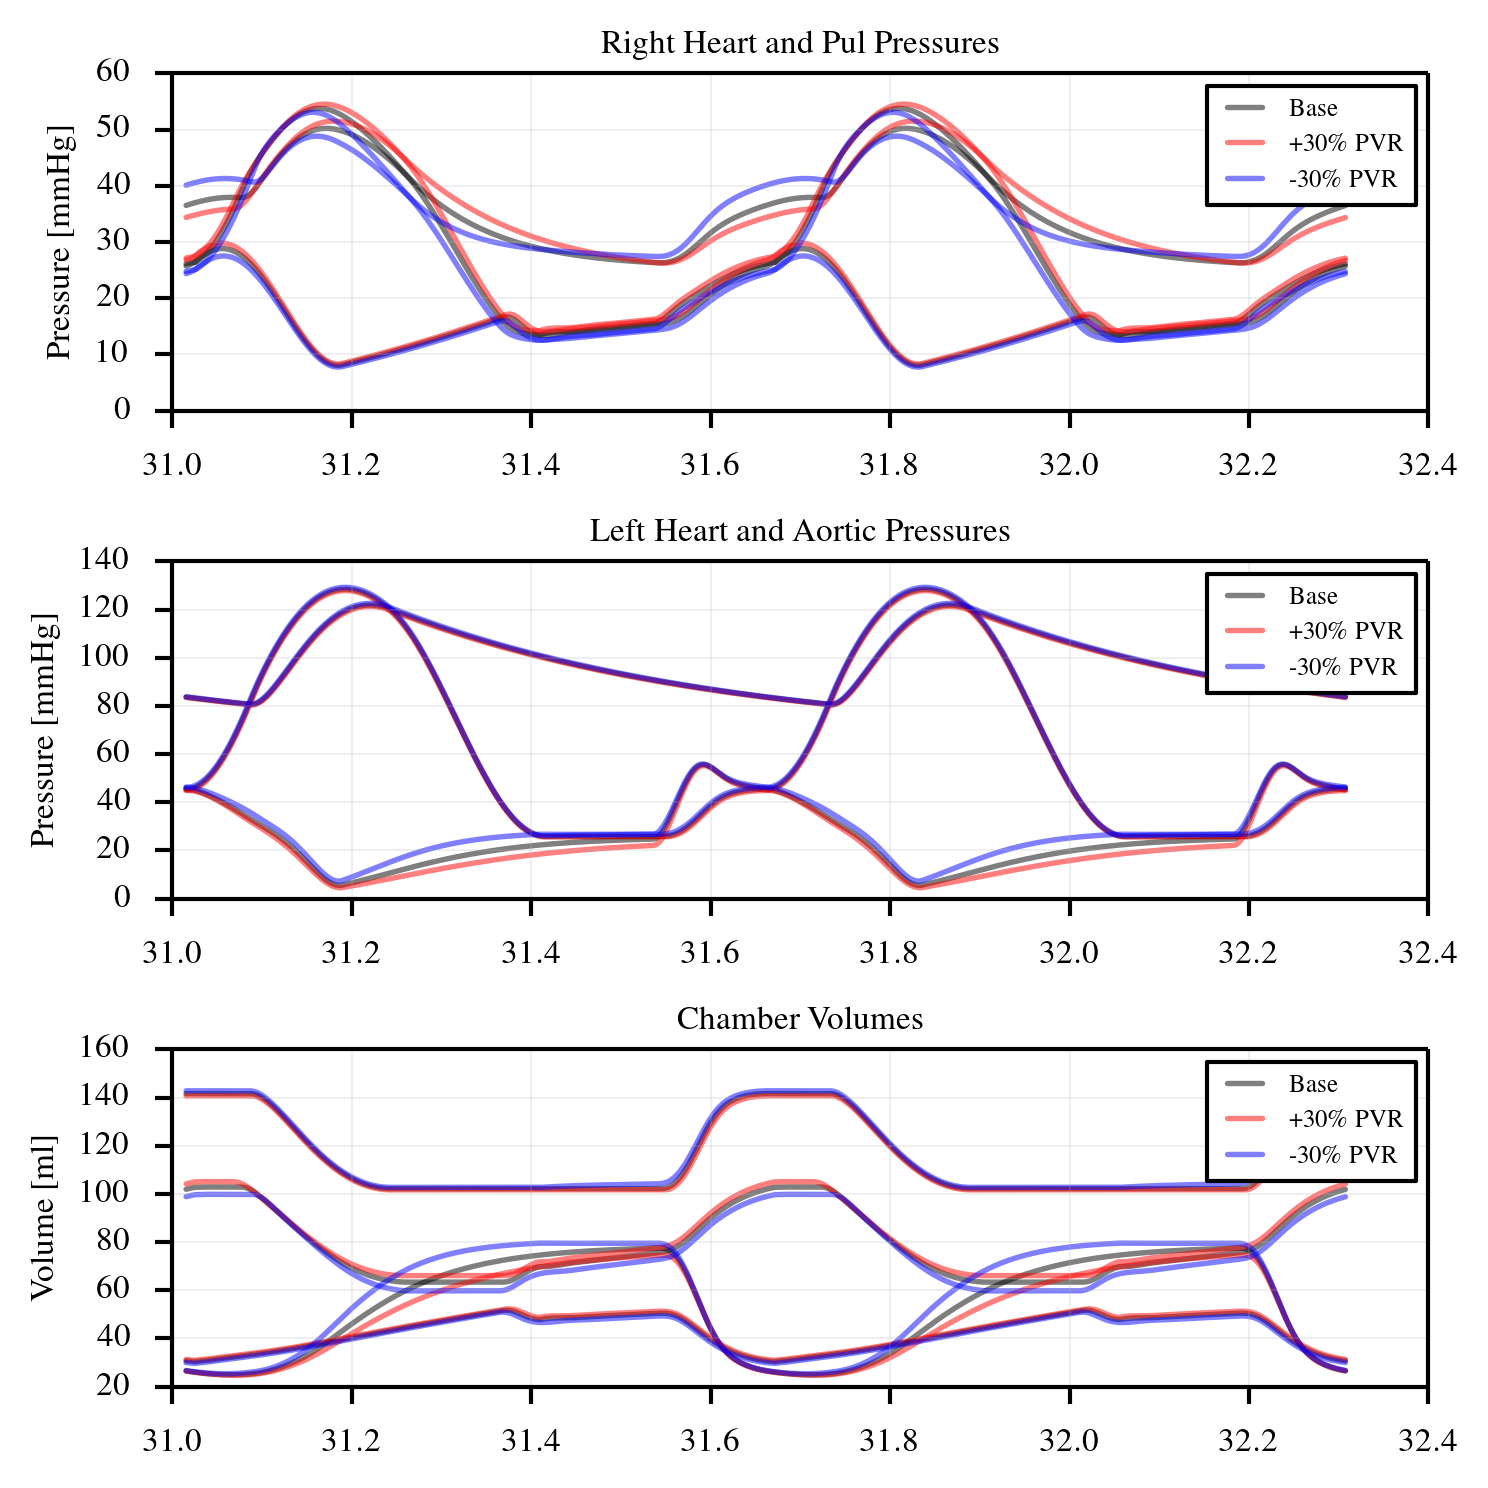 Right Heart and Pul Pressures
60
50
40
30
20
10
0
Pressure [mmHg]
Base
+30% PVR
-30% PVR
31.0 31.2 31.4 31.6 31.8 32.0 32.2 32.4
Left Heart and Aortic Pressures
140
120
100
80
60
40
20
0
Pressure [mmHg]
Base
+30% PVR
-30% PVR
31.0 31.2 31.4 31.6 31.8 32.0 32.2 32.4
Chamber Volumes
160
140
120
100
80
60
40
20
Volume [ml]
Base
+30% PVR
-30% PVR
31.0 31.2 31.4 31.6 31.8 32.0 32.2 32.4